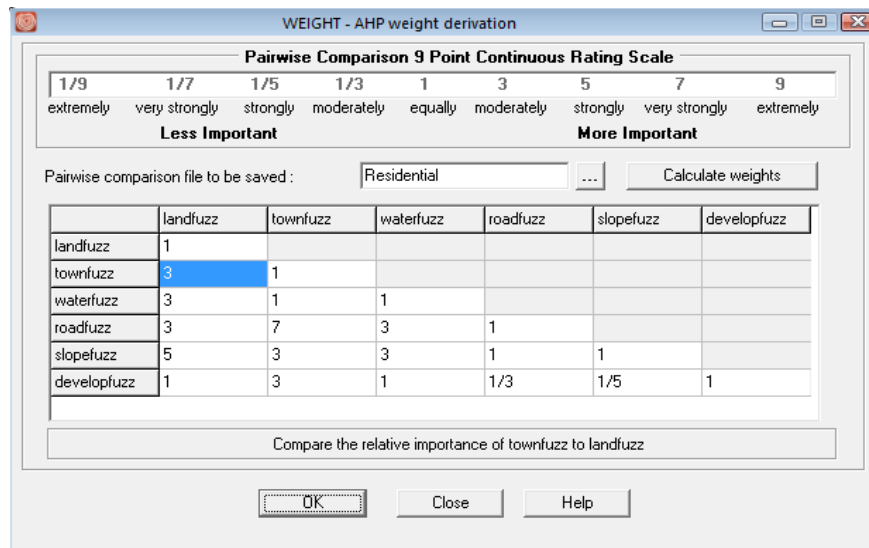 WEIGHT - AHP weight derivation
Pairwise Comparison 9 Point Continuous Rating Scale
1/9 1/7 1/5 1/3 1 3 5 7 9
extremely very strongly strongly moderately equally moderately strongly very strongly extremely
Less Important More Important
Pairwise comparison file to be saved : Residential ... Calculate weights
landfuzz townfuzz waterfuzz roadfuzz slopefuzz developfuzz
landfuzz 1
townfuzz 3 1
waterfuzz 3 1 1
roadfuzz 3 7 3 1
slopefuzz 5 3 3 1 1
developfuzz 1 3 1 1/3 1/5 1
Compare the relative importance of townfuzz to landfuzz
OK Close Help